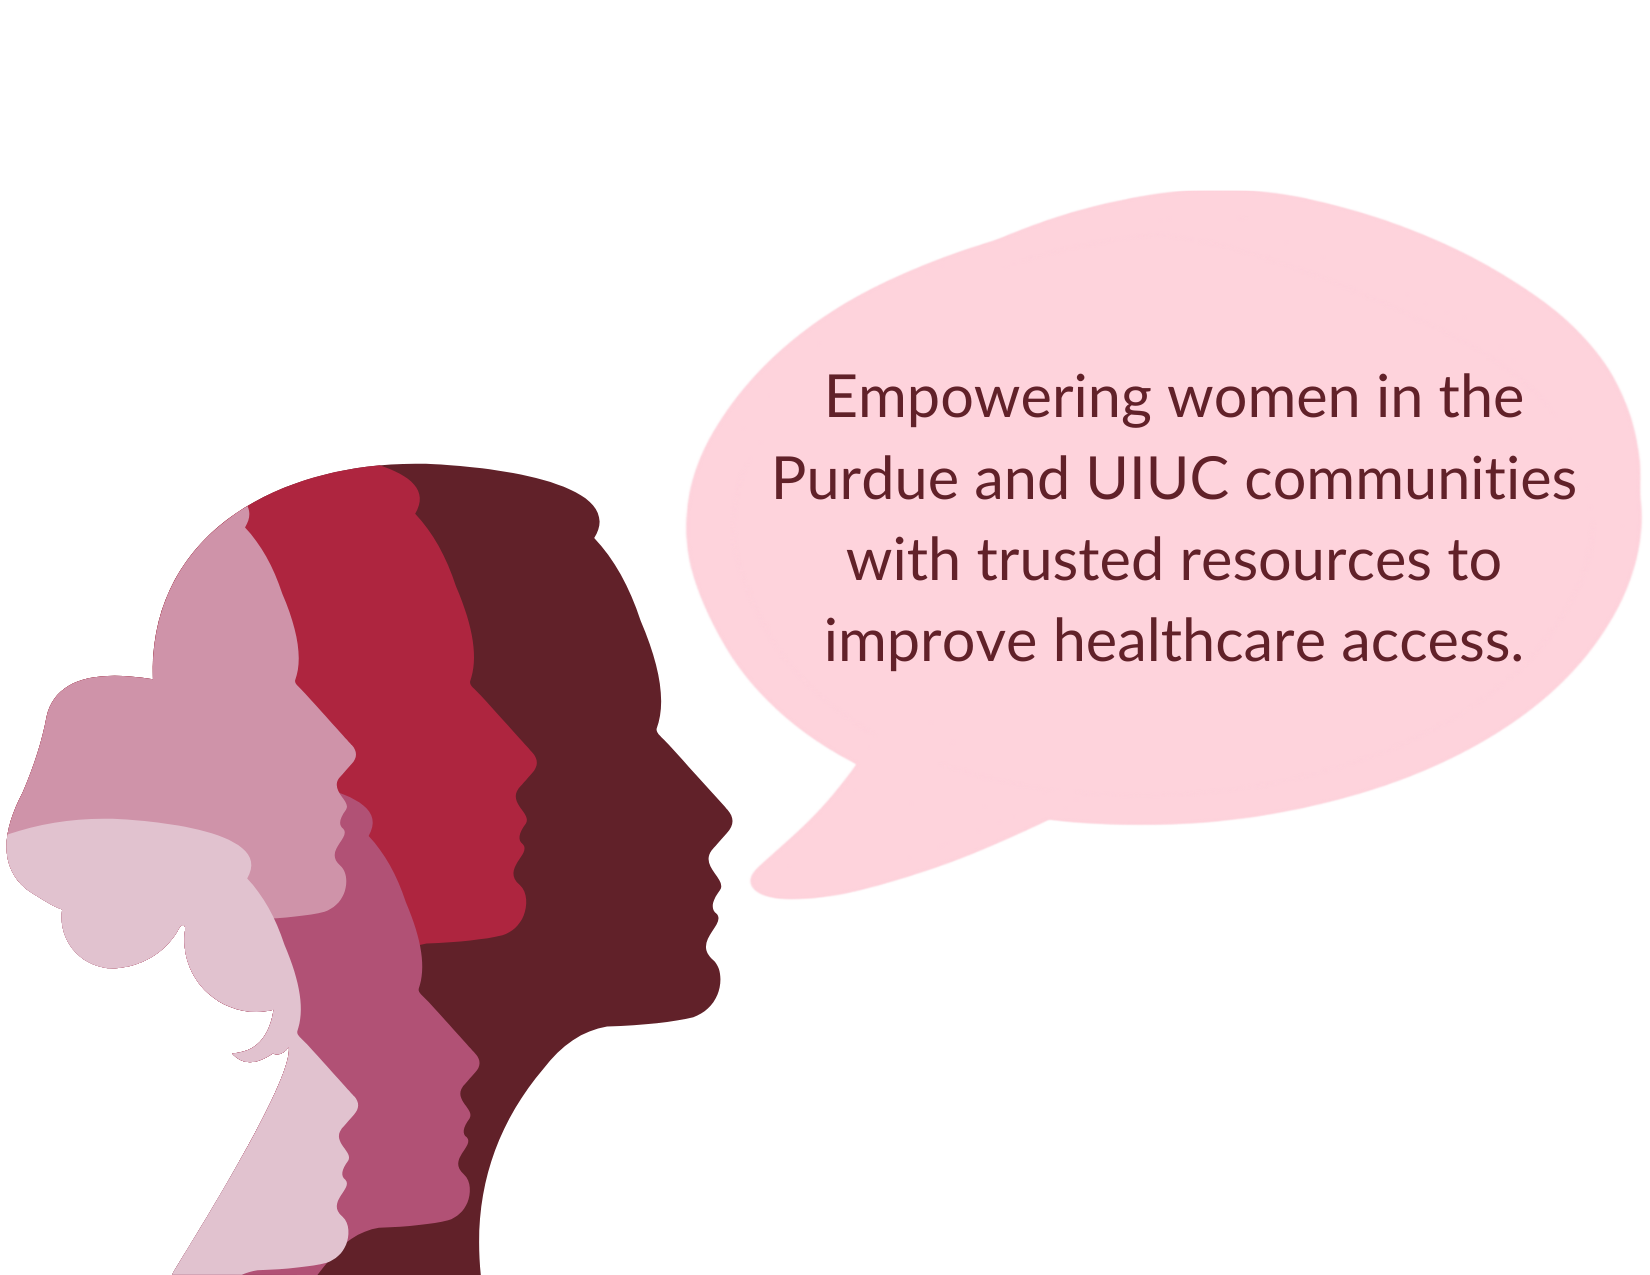 Empowering women in the
Purdue and UIUC communities
with trusted resources to
improve healthcare access.